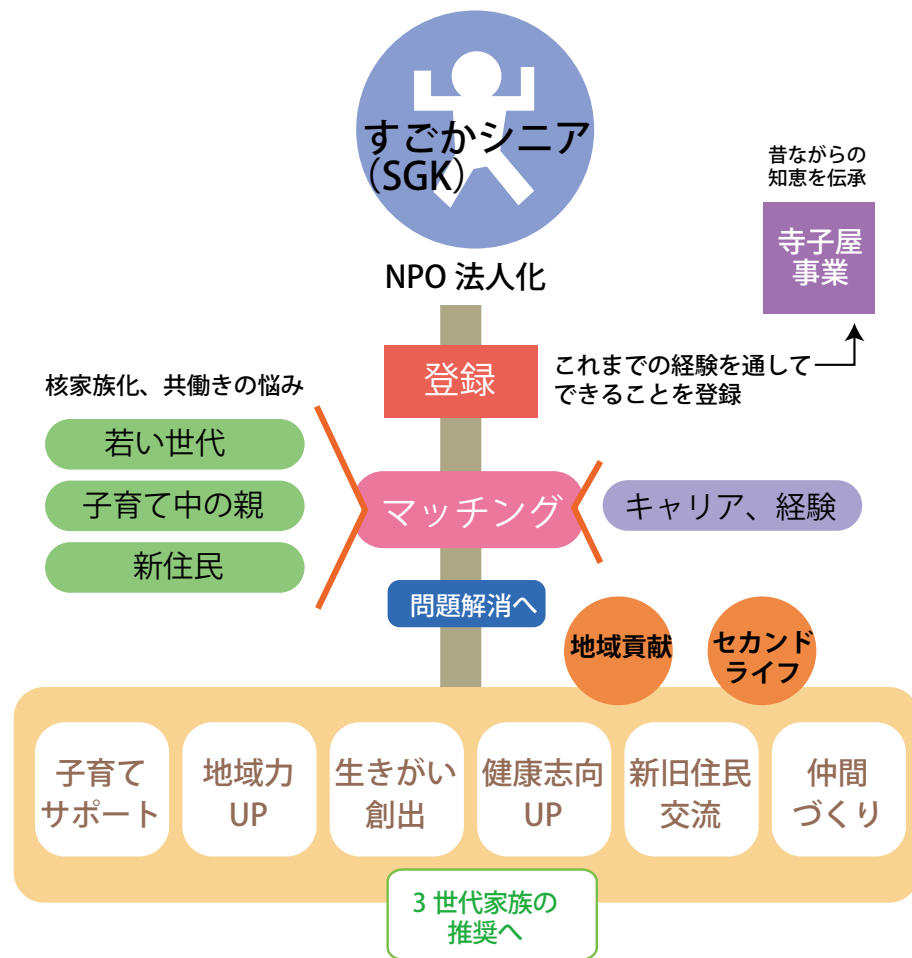 すごかシニア
（SGK）
NPO 法人化
昔ながらの
知恵を伝承
寺子屋
事業
登録
これまでの経験を通して
できることを登録
核家族化、共働きの悩み
若い世代
子育て中の親
新住民
マッチング
キャリア、経験
問題解消へ
地域貢献
セカンド
ライフ
子育て
サポート
地域力
UP
生きがい
創出
健康志向
UP
新旧住民
交流
仲間
づくり
3 世代家族の
推奨へ